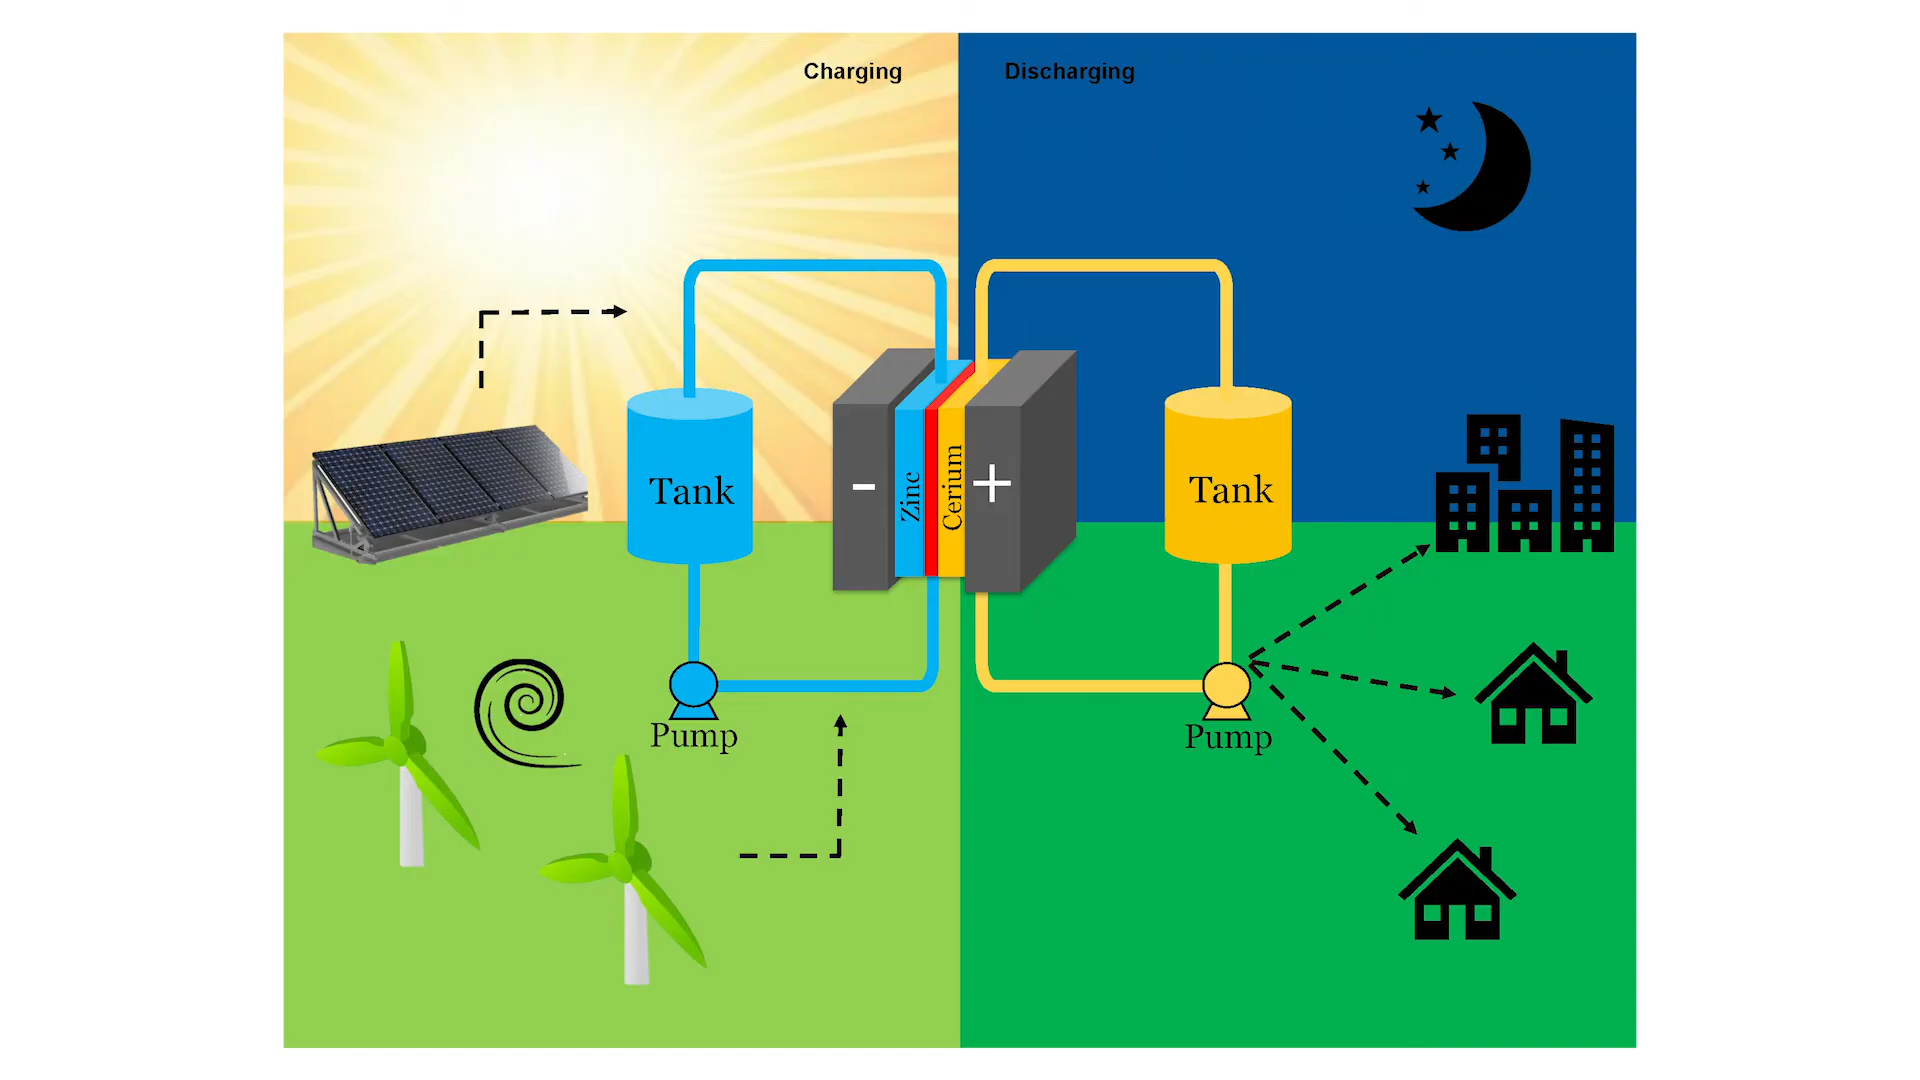 Charging
Discharging
Tank
-
Zinc
Cerium
+
Tank
Pump
Pump